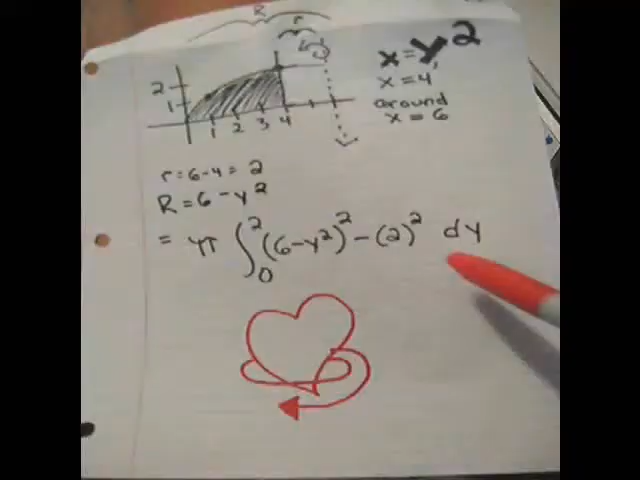 R
r
x=y²
x=4,
around
x=6
2
1
1 2 3 4
6
r=6-4=2
R=6-y²
= π ∫₀² (6-y²)² - (2)² dy